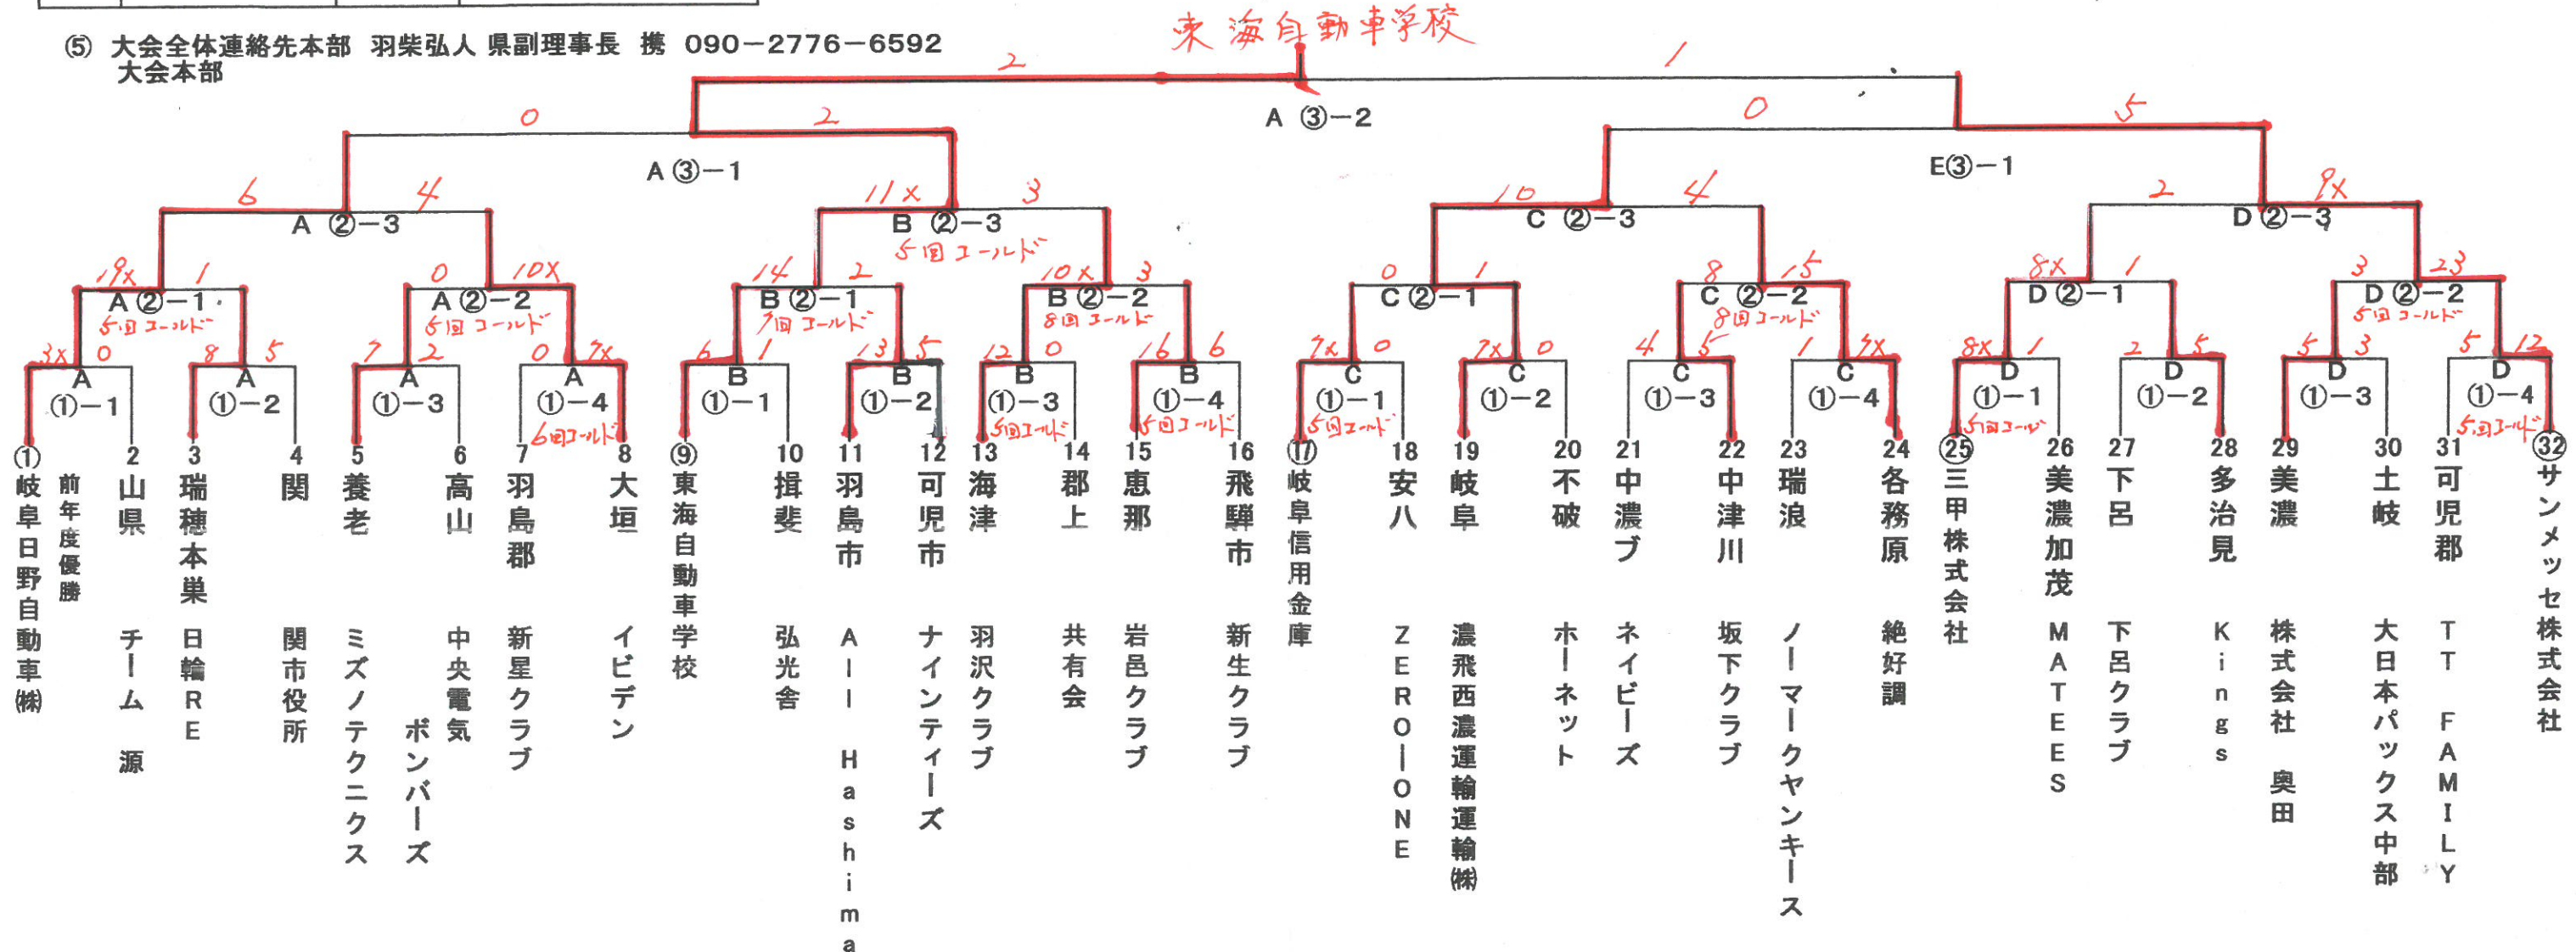 ⑤ 大会全体連絡先本部 羽柴弘人 県副理事長 携 090-2776-6592
大会本部
東海自動車学校
2 1
A ③-2
0 2 0 5
A ③-1 E③-1
6 4 11x 3 10 4 2 9x
A ②-3 B ②-3 C ②-3 D ②-3
5回コールド
19x 1 0 10x 14 2 10x 3 0 1 8 15 8x 1 3 23
A ②-1 A ②-2 B ②-1 B ②-2 C ②-1 C ②-2 D ②-1 D ②-2
5回コールド 5回コールド 7回コールド 8回コールド 8回コールド 5回コールド
3x 0 8 5 7 2 0 7x 6 1 13 5 12 0 16 6 7x 0 7x 0 4 5 1 7x 8x 1 2 5 5 3 5 12
A A A A B B B B C C C C D D D D
①-1 ①-2 ①-3 ①-4 ①-1 ①-2 ①-3 ①-4 ①-1 ①-2 ①-3 ①-4 ①-1 ①-2 ①-3 ①-4
6回コールド 5回コールド 5回コールド 5回コールド 5回コール 5回コールド
① 岐阜日野自動車㈱
前年度優勝
2 山県 チーム 源
3 瑞穂本巣 日輪RE
4 関 関市役所
5 養老 ミズノテクニクス
ボンバーズ
6 高山 中央電気
7 羽島郡 新星クラブ
8 大垣 イビデン
⑨ 東海自動車学校
10 揖斐 弘光舎
11 羽島市 All Hashima
12 可児市 ナインティーズ
13 海津 羽沢クラブ
14 郡上 共有会
15 恵那 岩邑クラブ
16 飛騨市 新生クラブ
⑰ 岐阜信用金庫
18 安八 ZERO-ONE
19 岐阜 濃飛西濃運輸運輸㈱
20 不破 ホーネット
21 中濃ブ ネイビーズ
22 中津川 坂下クラブ
23 瑞浪 ノーマークヤンキース
24 各務原 絶好調
㉕ 三甲株式会社
26 美濃加茂 MATEES
27 下呂 下呂クラブ
28 多治見 Kings
29 美濃 株式会社 奥田
30 土岐 大日本パックス中部
31 可児郡 TT FAMILY
㉜ サンメッセ株式会社